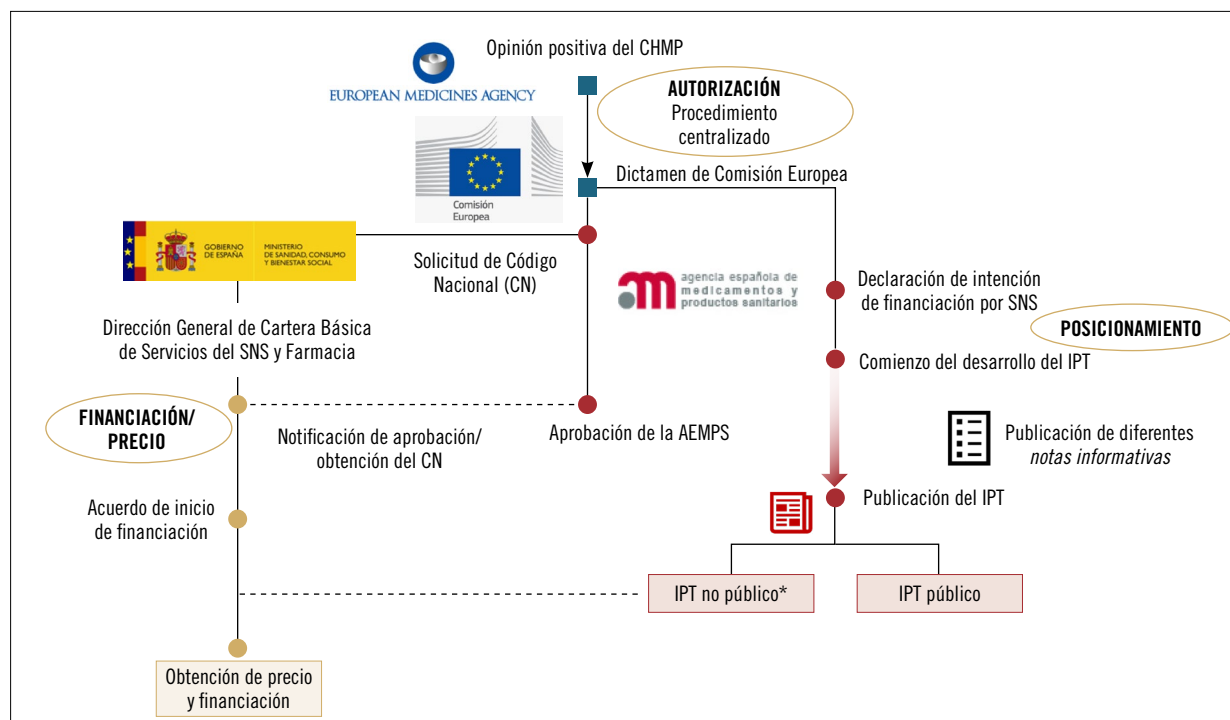 Opinión positiva del CHMP
EUROPEAN MEDICINES AGENCY
AUTORIZACIÓN
Procedimiento
centralizado
Comisión
Europea
Dictamen de Comisión Europea
GOBIERNO
DE ESPAÑA
MINISTERIO
DE SANIDAD, CONSUMO
Y BIENESTAR SOCIAL
Solicitud de Código
Nacional (CN)
am
agencia española de
medicamentos y
productos sanitarios
Declaración de intención
de financiación por SNS
POSICIONAMIENTO
Dirección General de Cartera Básica
de Servicios del SNS y Farmacia
Comienzo del desarrollo del IPT
FINANCIACIÓN/
PRECIO
Notificación de aprobación/
obtención del CN
Aprobación de la AEMPS
Publicación de diferentes
notas informativas
Acuerdo de inicio
de financiación
Publicación del IPT
IPT no público*
IPT público
Obtención de precio
y financiación